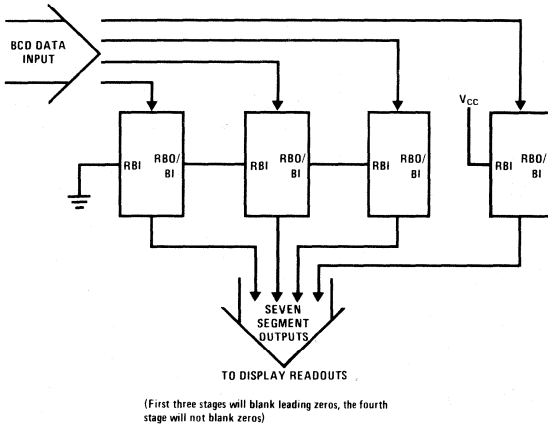 BCD DATA
INPUT
VCC
RBI
RBO/
BI
RBI
RBO/
BI
RBI
RBO/
BI
RBI
RBO/
BI
SEVEN
SEGMENT
OUTPUTS
TO DISPLAY READOUTS
(First three stages will blank leading zeros, the fourth
stage will not blank zeros)